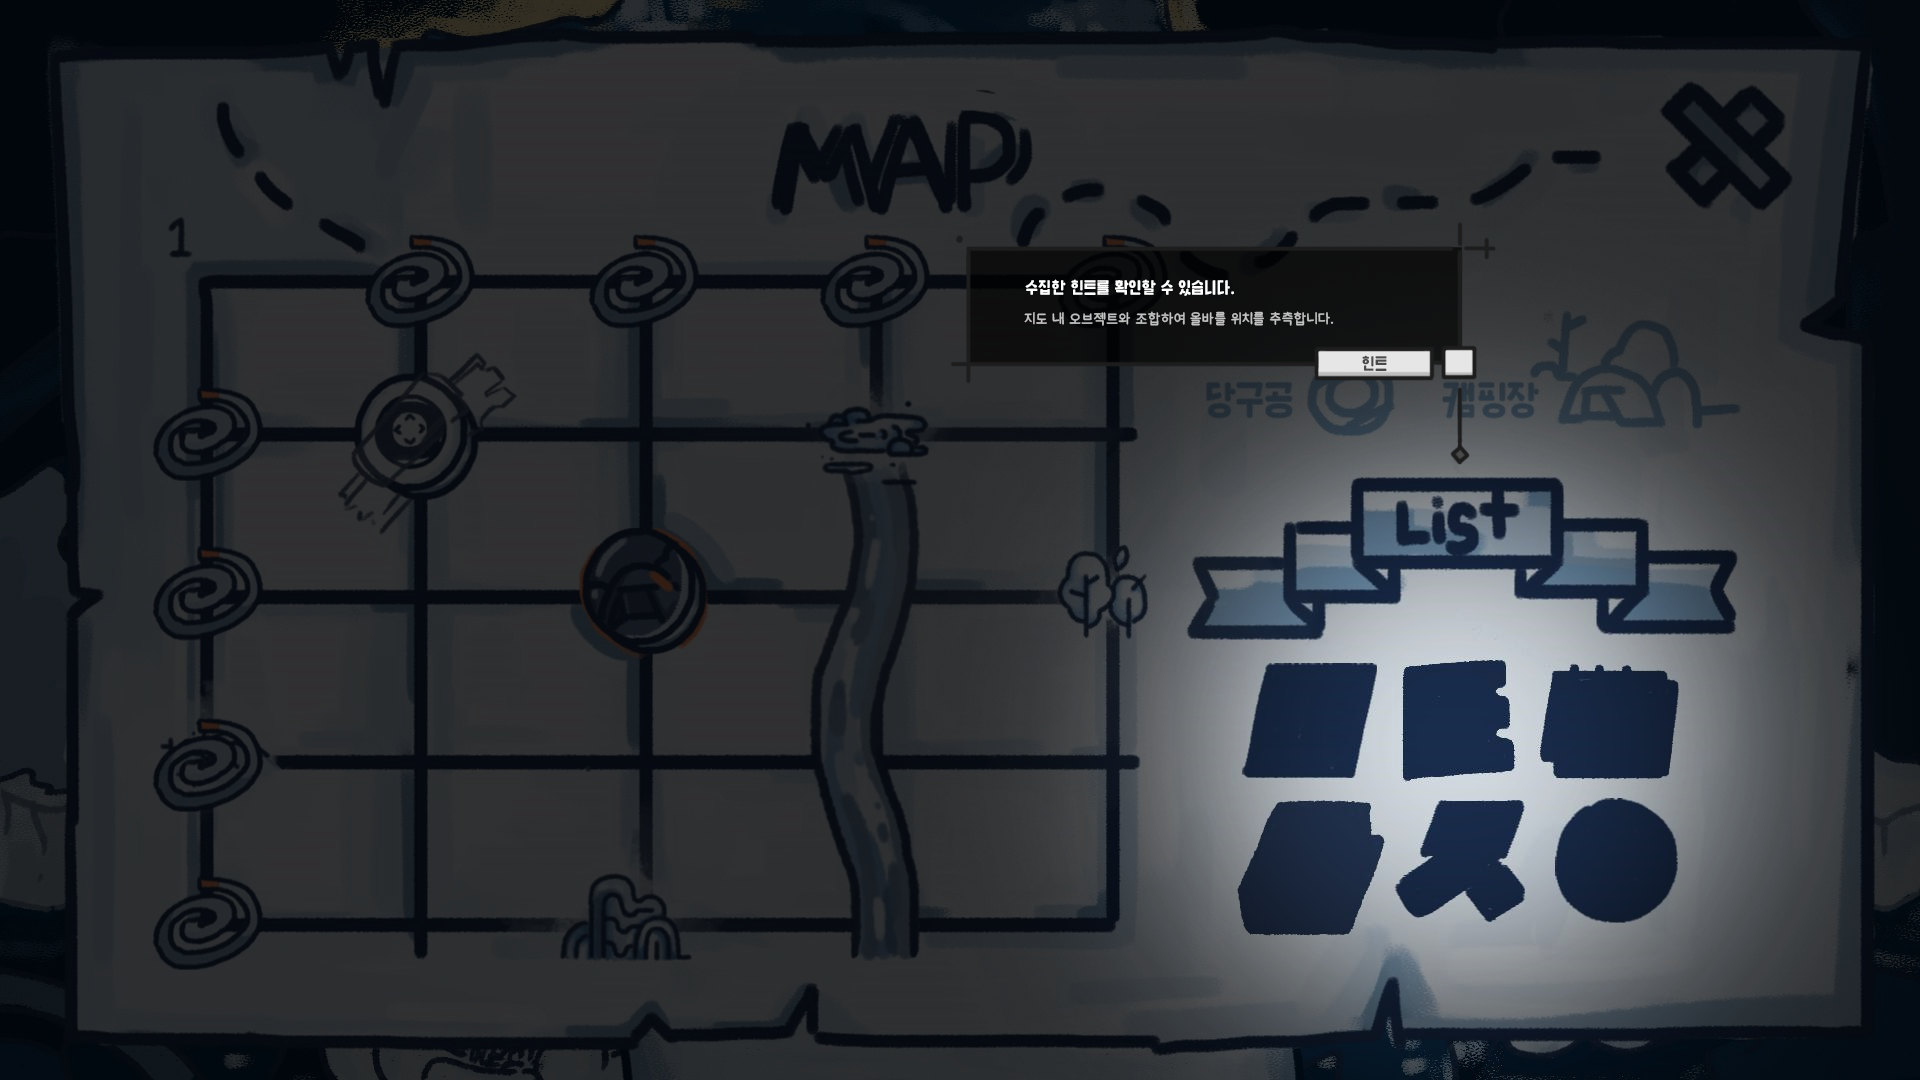 MAP
1
수집한 힌트를 확인할 수 있습니다.
지도 내 오브젝트와 조합하여 올바를 위치를 추측합니다.
힌트
당구공
캠핑장
List